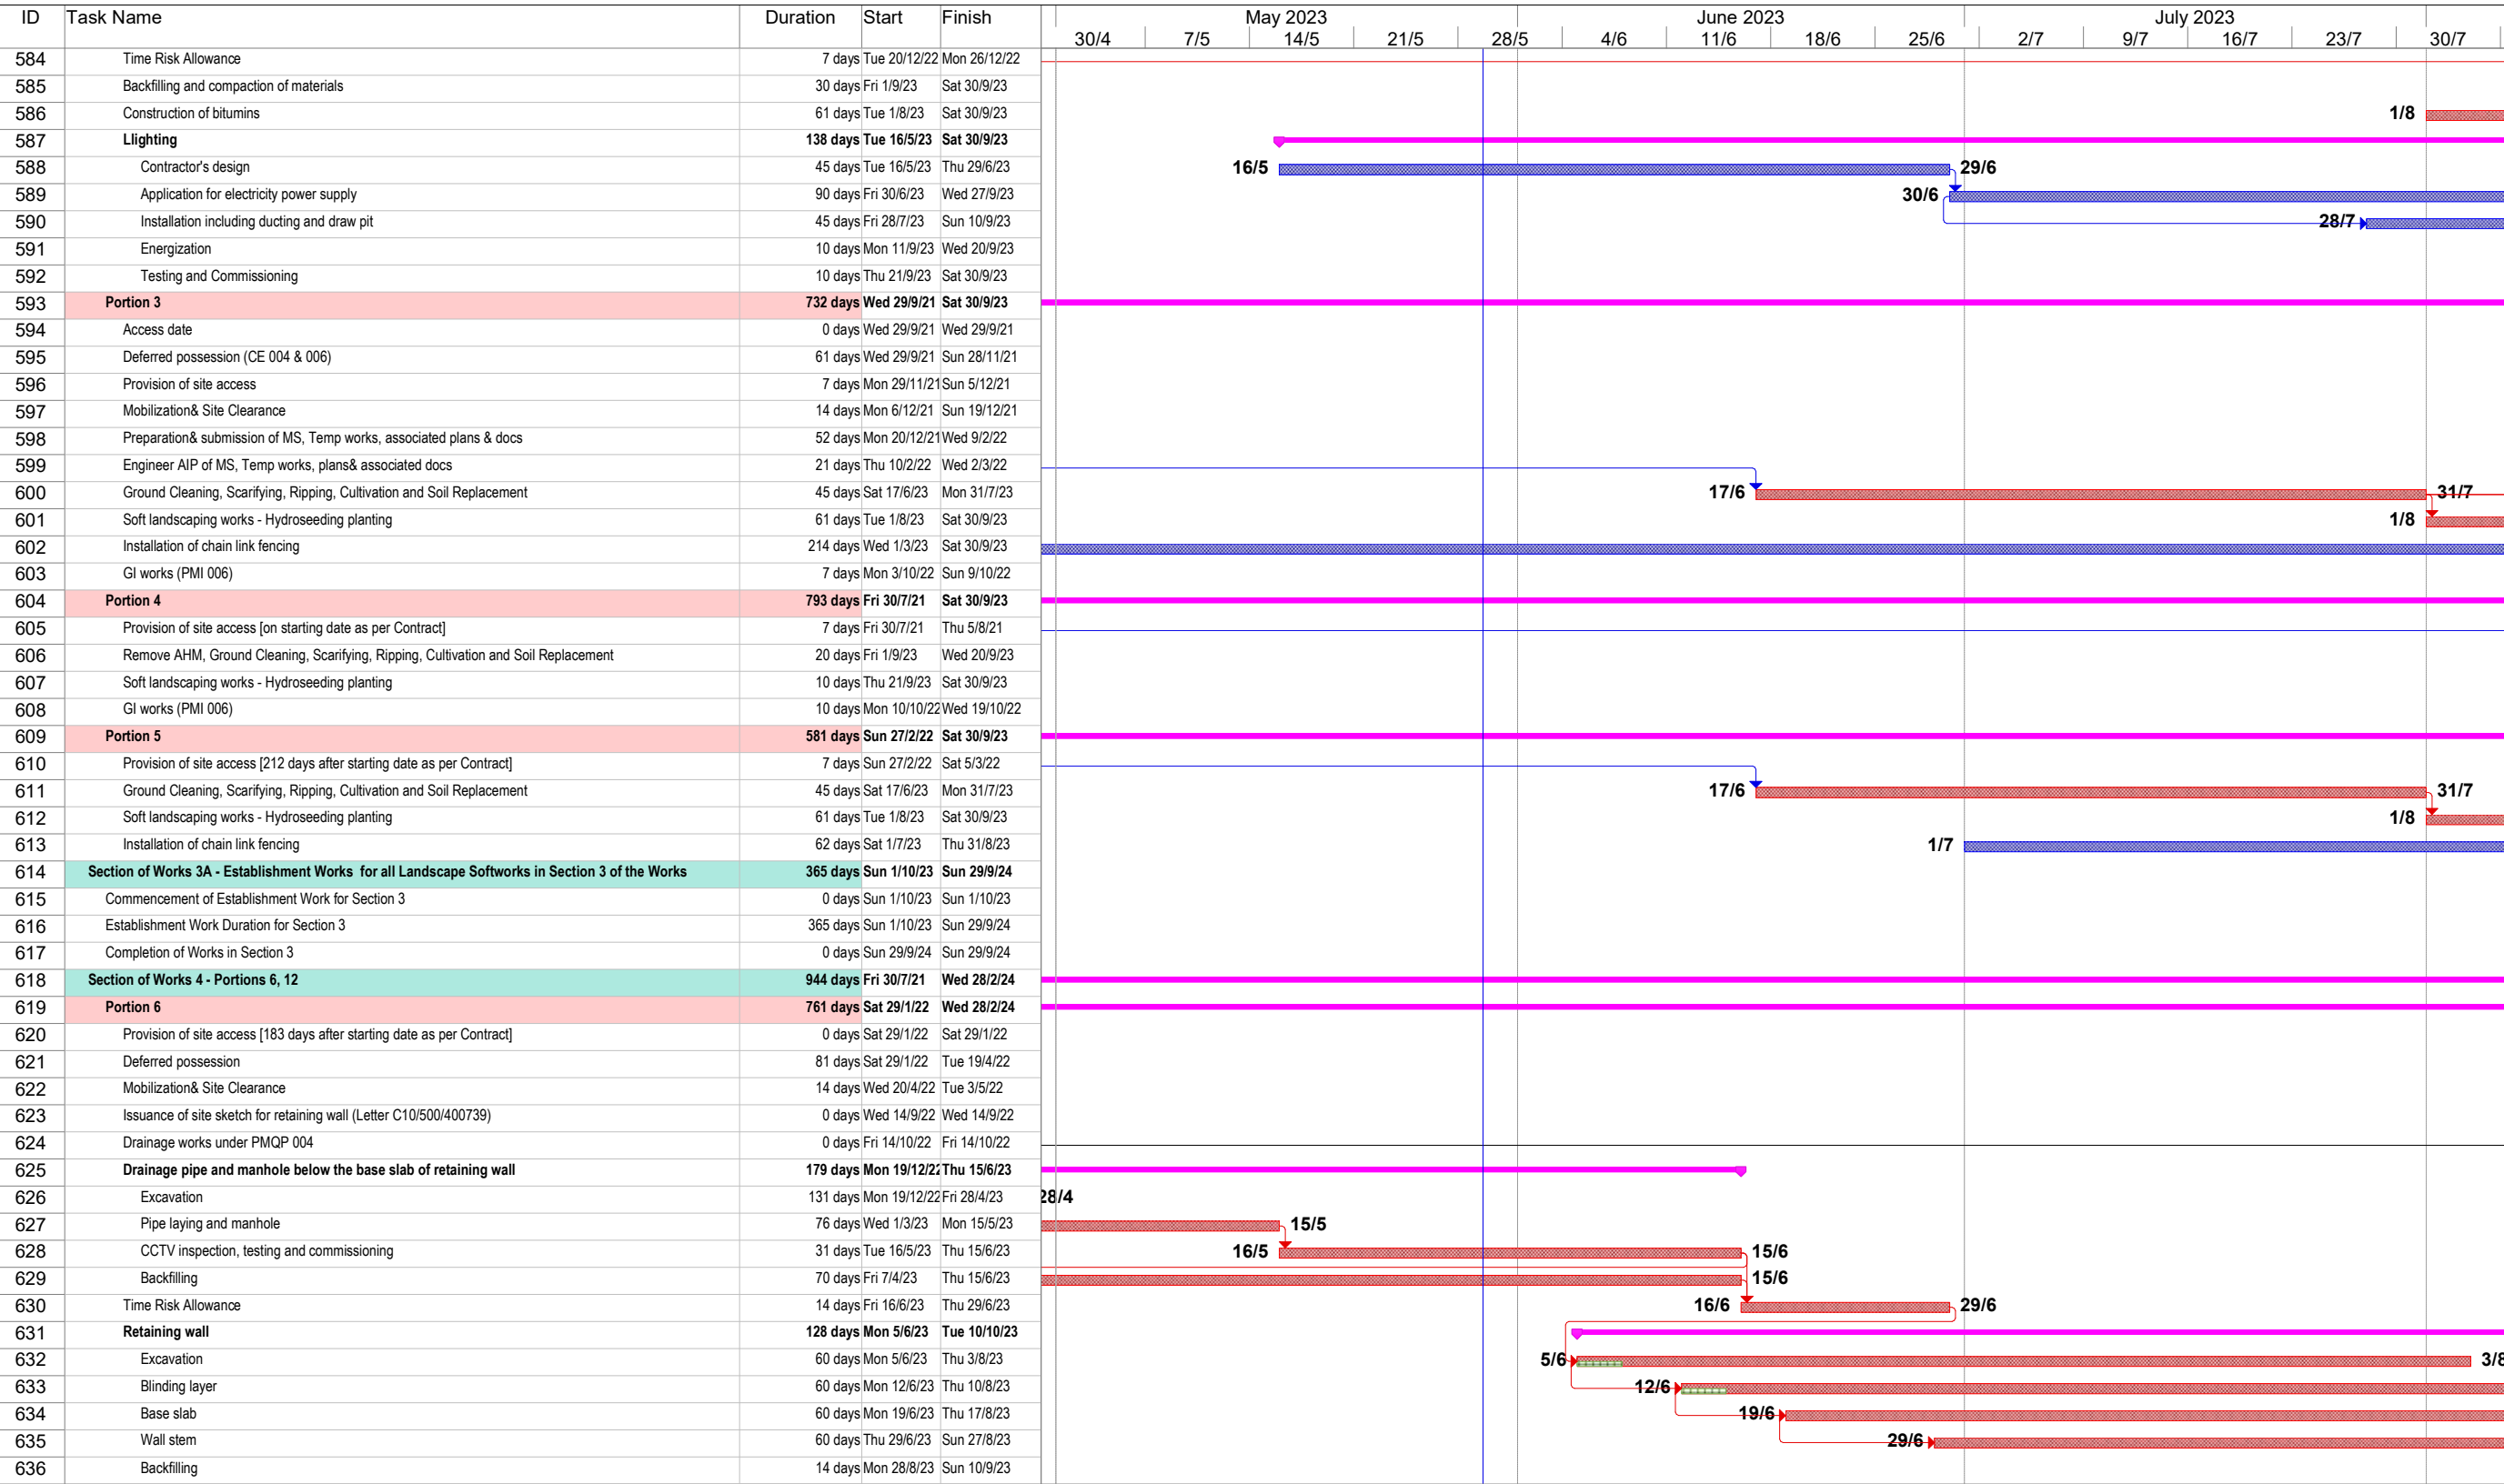 ID Task Name Duration Start Finish May 2023 June 2023 July 2023
30/4 7/5 14/5 21/5 28/5 4/6 11/6 18/6 25/6 2/7 9/7 16/7 23/7 30/7
584 Time Risk Allowance 7 days Tue 20/12/22 Mon 26/12/22
585 Backfilling and compaction of materials 30 days Fri 1/9/23 Sat 30/9/23
586 Construction of bitumins 61 days Tue 1/8/23 Sat 30/9/23 1/8
587 Llighting 138 days Tue 16/5/23 Sat 30/9/23
588 Contractor's design 45 days Tue 16/5/23 Thu 29/6/23 16/5 29/6
589 Application for electricity power supply 90 days Fri 30/6/23 Wed 27/9/23 30/6
590 Installation including ducting and draw pit 45 days Fri 28/7/23 Sun 10/9/23 28/7
591 Energization 10 days Mon 11/9/23 Wed 20/9/23
592 Testing and Commissioning 10 days Thu 21/9/23 Sat 30/9/23
593 Portion 3 732 days Wed 29/9/21 Sat 30/9/23
594 Access date 0 days Wed 29/9/21 Wed 29/9/21
595 Deferred possession (CE 004 & 006) 61 days Wed 29/9/21 Sun 28/11/21
596 Provision of site access 7 days Mon 29/11/21 Sun 5/12/21
597 Mobilization& Site Clearance 14 days Mon 6/12/21 Sun 19/12/21
598 Preparation& submission of MS, Temp works, associated plans & docs 52 days Mon 20/12/21 Wed 9/2/22
599 Engineer AIP of MS, Temp works, plans& associated docs 21 days Thu 10/2/22 Wed 2/3/22
600 Ground Cleaning, Scarifying, Ripping, Cultivation and Soil Replacement 45 days Sat 17/6/23 Mon 31/7/23 17/6 31/7
601 Soft landscaping works - Hydroseeding planting 61 days Tue 1/8/23 Sat 30/9/23 1/8
602 Installation of chain link fencing 214 days Wed 1/3/23 Sat 30/9/23
603 GI works (PMI 006) 7 days Mon 3/10/22 Sun 9/10/22
604 Portion 4 793 days Fri 30/7/21 Sat 30/9/23
605 Provision of site access [on starting date as per Contract] 7 days Fri 30/7/21 Thu 5/8/21
606 Remove AHM, Ground Cleaning, Scarifying, Ripping, Cultivation and Soil Replacement 20 days Fri 1/9/23 Wed 20/9/23
607 Soft landscaping works - Hydroseeding planting 10 days Thu 21/9/23 Sat 30/9/23
608 GI works (PMI 006) 10 days Mon 10/10/22 Wed 19/10/22
609 Portion 5 581 days Sun 27/2/22 Sat 30/9/23
610 Provision of site access [212 days after starting date as per Contract] 7 days Sun 27/2/22 Sat 5/3/22
611 Ground Cleaning, Scarifying, Ripping, Cultivation and Soil Replacement 45 days Sat 17/6/23 Mon 31/7/23 17/6 31/7
612 Soft landscaping works - Hydroseeding planting 61 days Tue 1/8/23 Sat 30/9/23 1/8
613 Installation of chain link fencing 62 days Sat 1/7/23 Thu 31/8/23 1/7
614 Section of Works 3A - Establishment Works for all Landscape Softworks in Section 3 of the Works 365 days Sun 1/10/23 Sun 29/9/24
615 Commencement of Establishment Work for Section 3 0 days Sun 1/10/23 Sun 1/10/23
616 Establishment Work Duration for Section 3 365 days Sun 1/10/23 Sun 29/9/24
617 Completion of Works in Section 3 0 days Sun 29/9/24 Sun 29/9/24
618 Section of Works 4 - Portions 6, 12 944 days Fri 30/7/21 Wed 28/2/24
619 Portion 6 761 days Sat 29/1/22 Wed 28/2/24
620 Provision of site access [183 days after starting date as per Contract] 0 days Sat 29/1/22 Sat 29/1/22
621 Deferred possession 81 days Sat 29/1/22 Tue 19/4/22
622 Mobilization& Site Clearance 14 days Wed 20/4/22 Tue 3/5/22
623 Issuance of site sketch for retaining wall (Letter C10/500/400739) 0 days Wed 14/9/22 Wed 14/9/22
624 Drainage works under PMQP 004 0 days Fri 14/10/22 Fri 14/10/22
625 Drainage pipe and manhole below the base slab of retaining wall 179 days Mon 19/12/22 Thu 15/6/23
626 Excavation 131 days Mon 19/12/22 Fri 28/4/23 28/4
627 Pipe laying and manhole 76 days Wed 1/3/23 Mon 15/5/23 15/5
628 CCTV inspection, testing and commissioning 31 days Tue 16/5/23 Thu 15/6/23 16/5 15/6
629 Backfilling 70 days Fri 7/4/23 Thu 15/6/23 15/6
630 Time Risk Allowance 14 days Fri 16/6/23 Thu 29/6/23 16/6 29/6
631 Retaining wall 128 days Mon 5/6/23 Tue 10/10/23
632 Excavation 60 days Mon 5/6/23 Thu 3/8/23 5/6 3/8
633 Blinding layer 60 days Mon 12/6/23 Thu 10/8/23 12/6
634 Base slab 60 days Mon 19/6/23 Thu 17/8/23 19/6
635 Wall stem 60 days Thu 29/6/23 Sun 27/8/23 29/6
636 Backfilling 14 days Mon 28/8/23 Sun 10/9/23